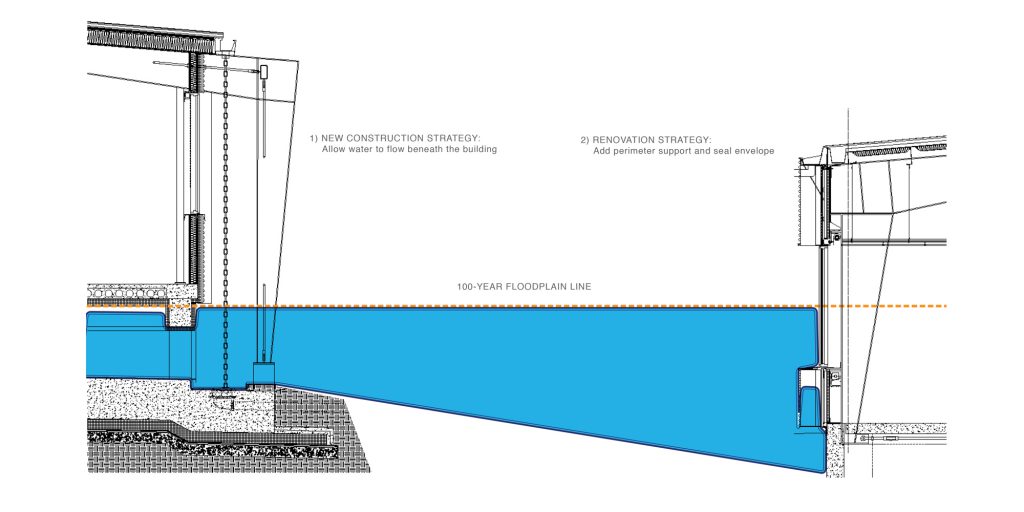 1) NEW CONSTRUCTION STRATEGY:
Allow water to flow beneath the building
2) RENOVATION STRATEGY:
Add perimeter support and seal envelope
100-YEAR FLOODPLAIN LINE